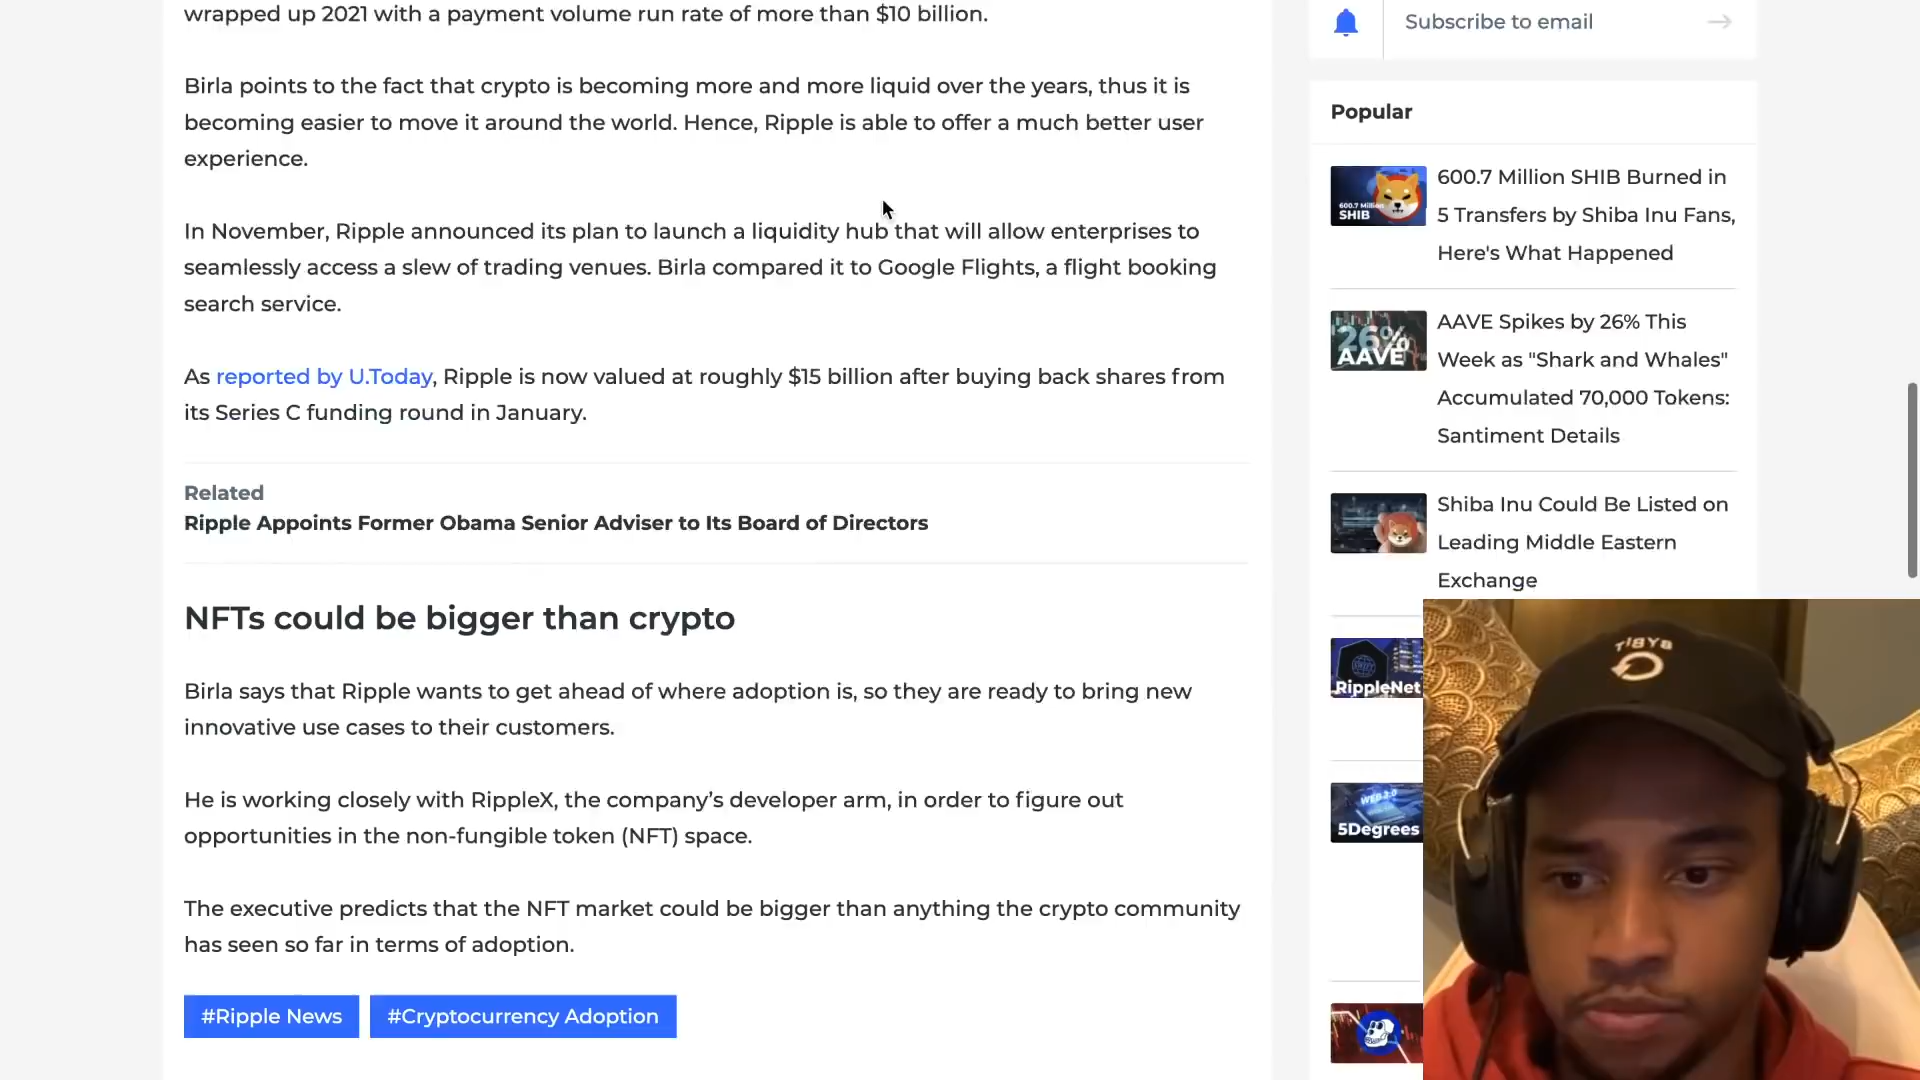 wrapped up 2021 with a payment volume run rate of more than $10 billion.
Birla points to the fact that crypto is becoming more and more liquid over the years, thus it is
becoming easier to move it around the world. Hence, Ripple is able to offer a much better user
experience.
In November, Ripple announced its plan to launch a liquidity hub that will allow enterprises to
seamlessly access a slew of trading venues. Birla compared it to Google Flights, a flight booking
search service.
As reported by U.Today, Ripple is now valued at roughly $15 billion after buying back shares from
its Series C funding round in January.
Related
Ripple Appoints Former Obama Senior Adviser to Its Board of Directors
NFTs could be bigger than crypto
Birla says that Ripple wants to get ahead of where adoption is, so they are ready to bring new
innovative use cases to their customers.
He is working closely with RippleX, the company’s developer arm, in order to figure out
opportunities in the non-fungible token (NFT) space.
The executive predicts that the NFT market could be bigger than anything the crypto community
has seen so far in terms of adoption.
#Ripple News #Cryptocurrency Adoption
Subscribe to email
Popular
600.7 Million
SHIB
600.7 Million SHIB Burned in
5 Transfers by Shiba Inu Fans,
Here's What Happened
26%
AAVE
AAVE Spikes by 26% This
Week as "Shark and Whales"
Accumulated 70,000 Tokens:
Santiment Details
Shiba Inu Could Be Listed on
Leading Middle Eastern
Exchange
RippleNet
WEB 3.0
5Degrees
TIBYS